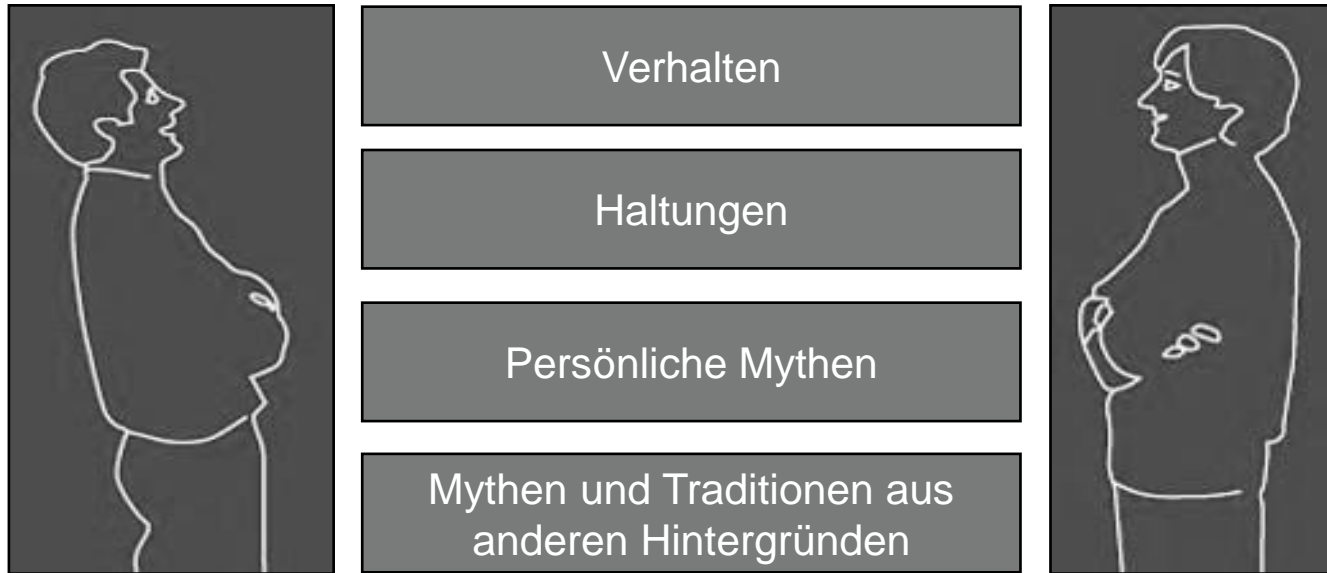 Verhalten
Haltungen
Persönliche Mythen
Mythen und Traditionen aus
anderen Hintergründen